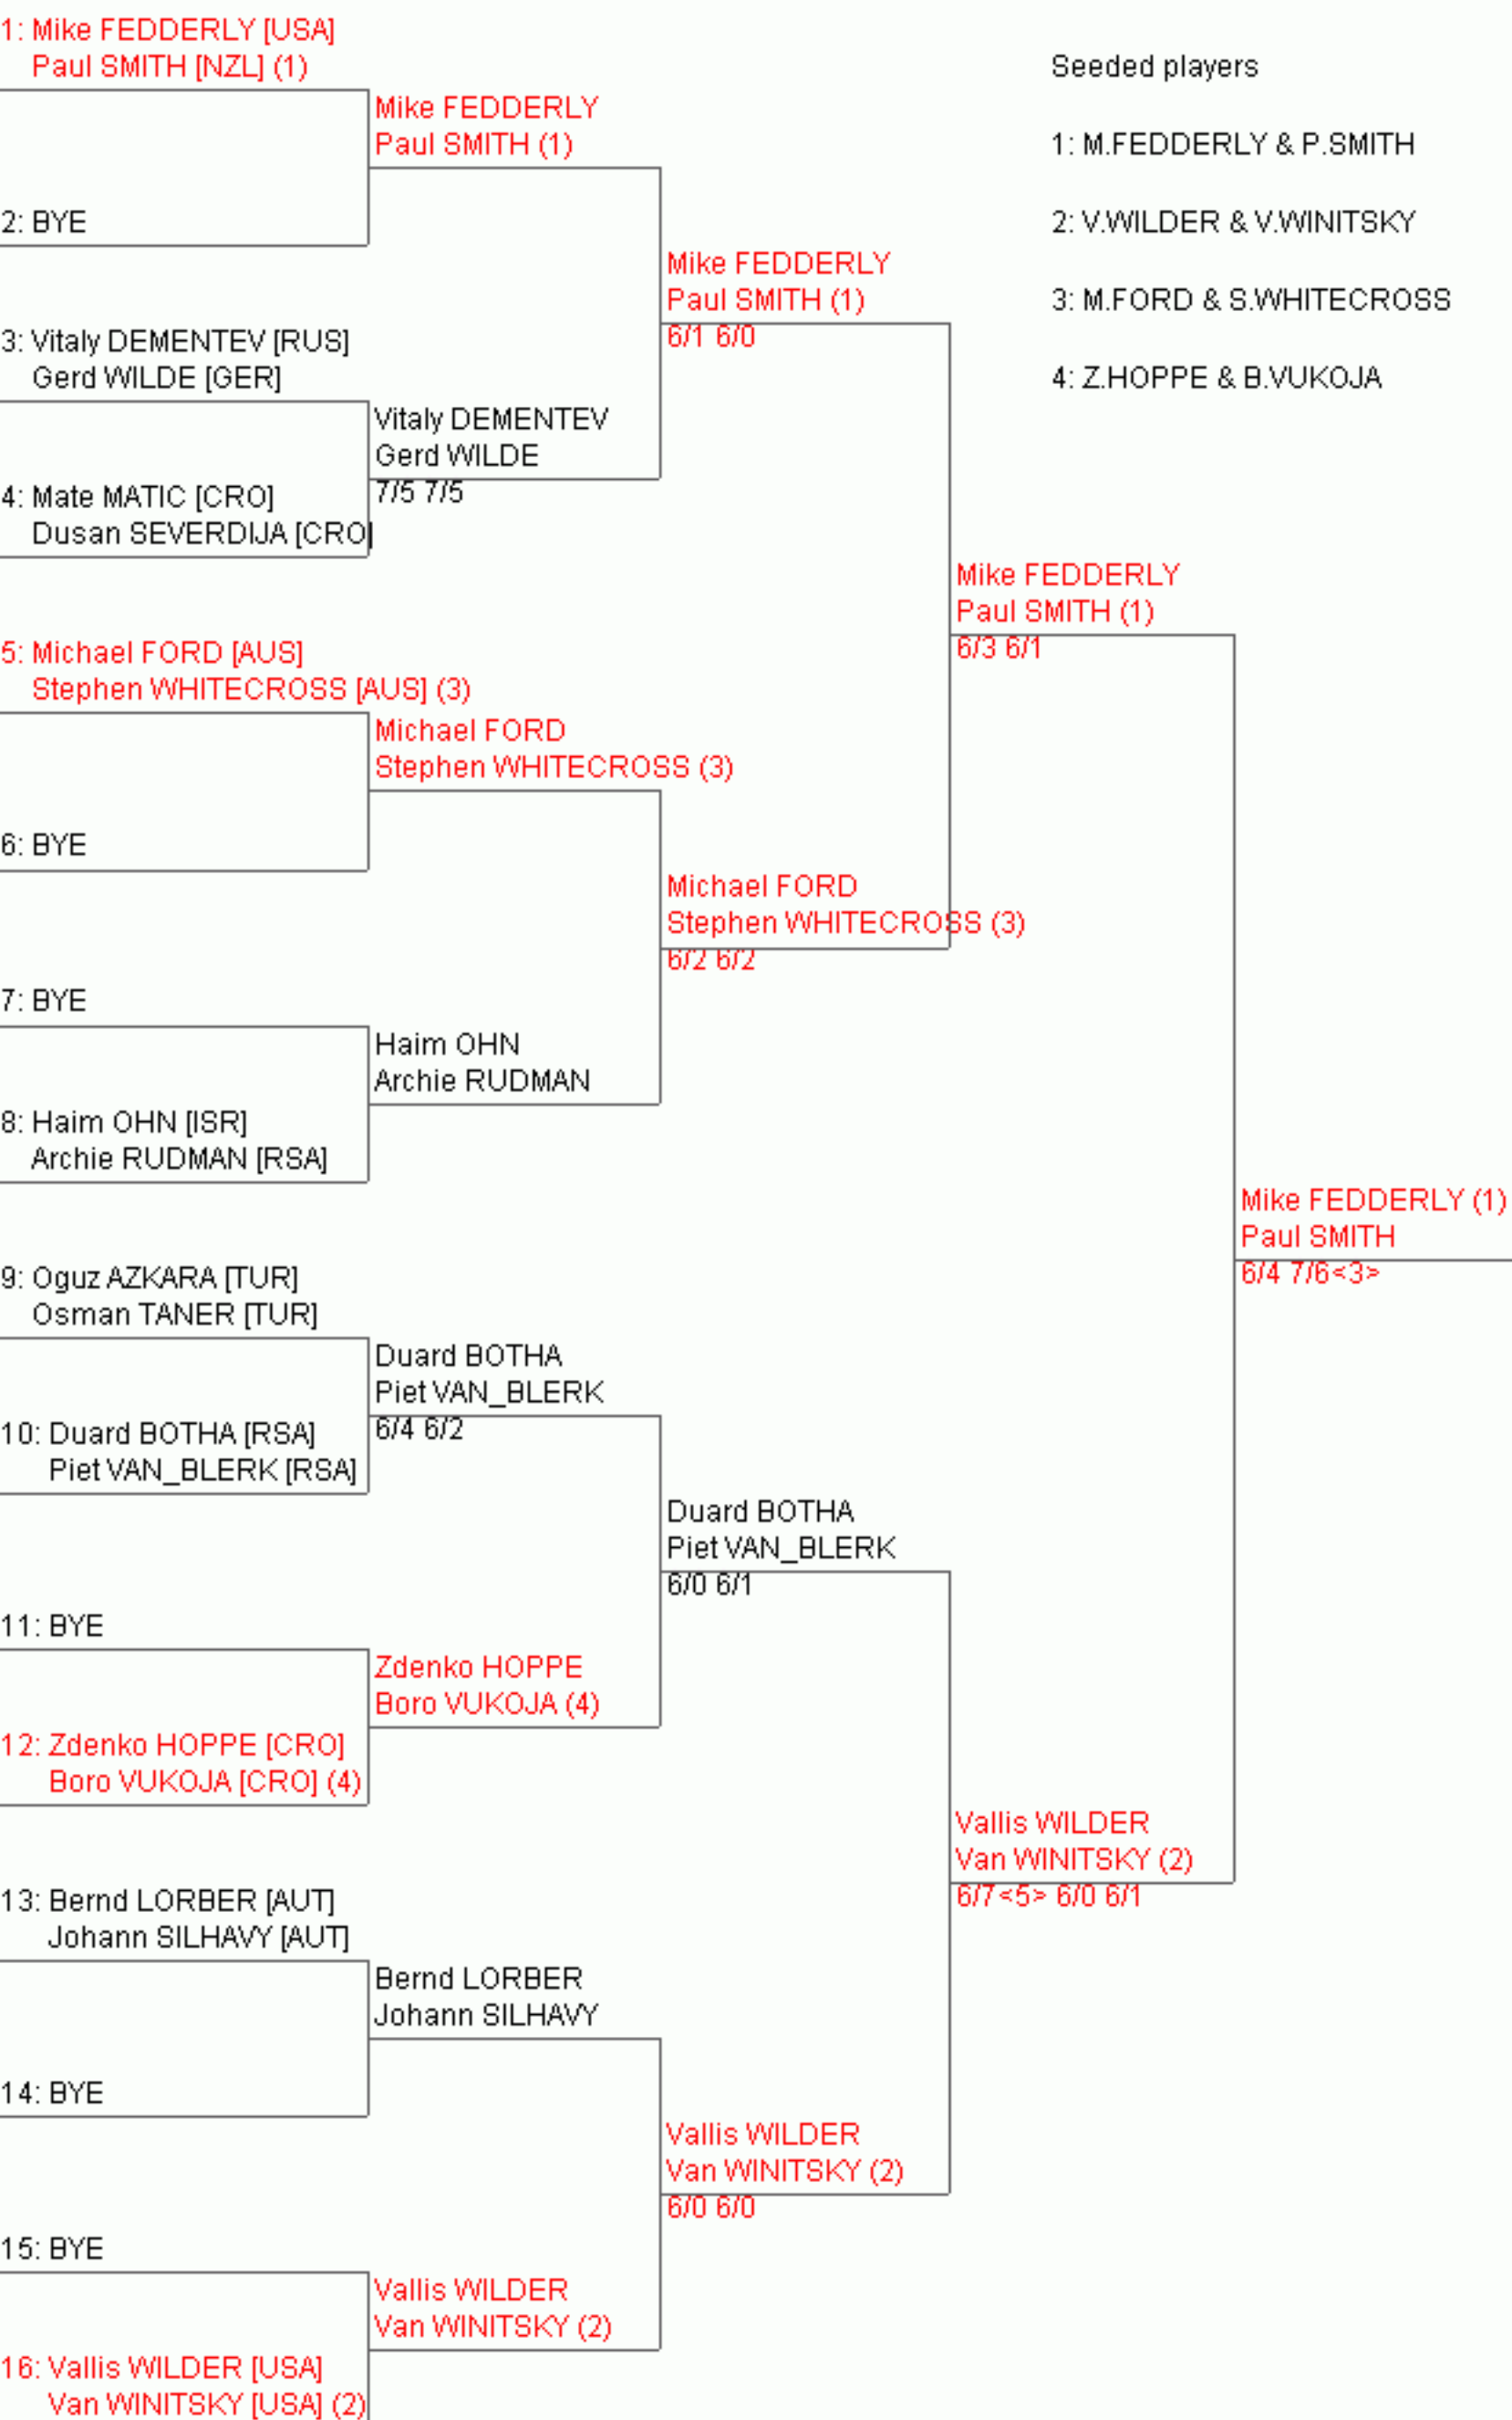 1: Mike FEDDERLY [USA]
Paul SMITH [NZL] (1)
Seeded players
Mike FEDDERLY
Paul SMITH (1)
1: M.FEDDERLY & P.SMITH
2: BYE
2: V.WILDER & V.WINITSKY
Mike FEDDERLY
Paul SMITH (1)
6/1 6/0
3: M.FORD & S.WHITECROSS
3: Vitaly DEMENTEV [RUS]
Gerd WILDE [GER]
4: Z.HOPPE & B.VUKOJA
Vitaly DEMENTEV
Gerd WILDE
7/5 7/5
4: Mate MATIC [CRO]
Dusan SEVERDIJA [CRO]
Mike FEDDERLY
Paul SMITH (1)
6/3 6/1
5: Michael FORD [AUS]
Stephen WHITECROSS [AUS] (3)
Michael FORD
Stephen WHITECROSS (3)
6: BYE
Michael FORD
Stephen WHITECROSS (3)
6/2 6/2
7: BYE
Haim OHN
Archie RUDMAN
8: Haim OHN [ISR]
Archie RUDMAN [RSA]
Mike FEDDERLY (1)
Paul SMITH
6/4 7/6<3>
9: Oguz AZKARA [TUR]
Osman TANER [TUR]
Duard BOTHA
Piet VAN_BLERK
6/4 6/2
10: Duard BOTHA [RSA]
Piet VAN_BLERK [RSA]
Duard BOTHA
Piet VAN_BLERK
6/0 6/1
11: BYE
Zdenko HOPPE
Boro VUKOJA (4)
12: Zdenko HOPPE [CRO]
Boro VUKOJA [CRO] (4)
Vallis WILDER
Van WINITSKY (2)
6/7<5> 6/0 6/1
13: Bernd LORBER [AUT]
Johann SILHAVY [AUT]
Bernd LORBER
Johann SILHAVY
14: BYE
Vallis WILDER
Van WINITSKY (2)
6/0 6/0
15: BYE
Vallis WILDER
Van WINITSKY (2)
16: Vallis WILDER [USA]
Van WINITSKY [USA] (2)